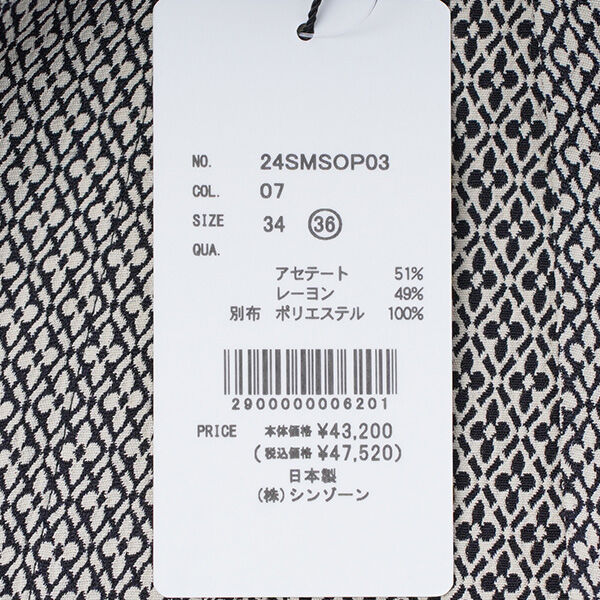 NO. 24SMSOP03
COL. 07
SIZE 34 36
QUA.
アセテート 51%
レーヨン 49%
別布 ポリエステル 100%
2900000006201
PRICE 本体価格 ¥43,200
(税込価格 ¥47,520)
日本製
(株)シンゾーン